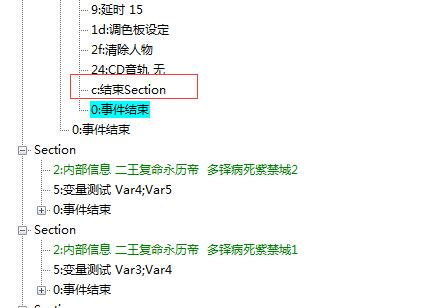 9:延时 15
1d:调色板设定
2f:清除人物
24:CD音轨 无
c:结束Section
0:事件结束
0:事件结束
Section
2:内部信息 二王复命永历帝  多铎病死紫禁城2
5:变量测试 Var4;Var5
0:事件结束
Section
2:内部信息 二王复命永历帝  多铎病死紫禁城1
5:变量测试 Var3;Var4
0:事件结束